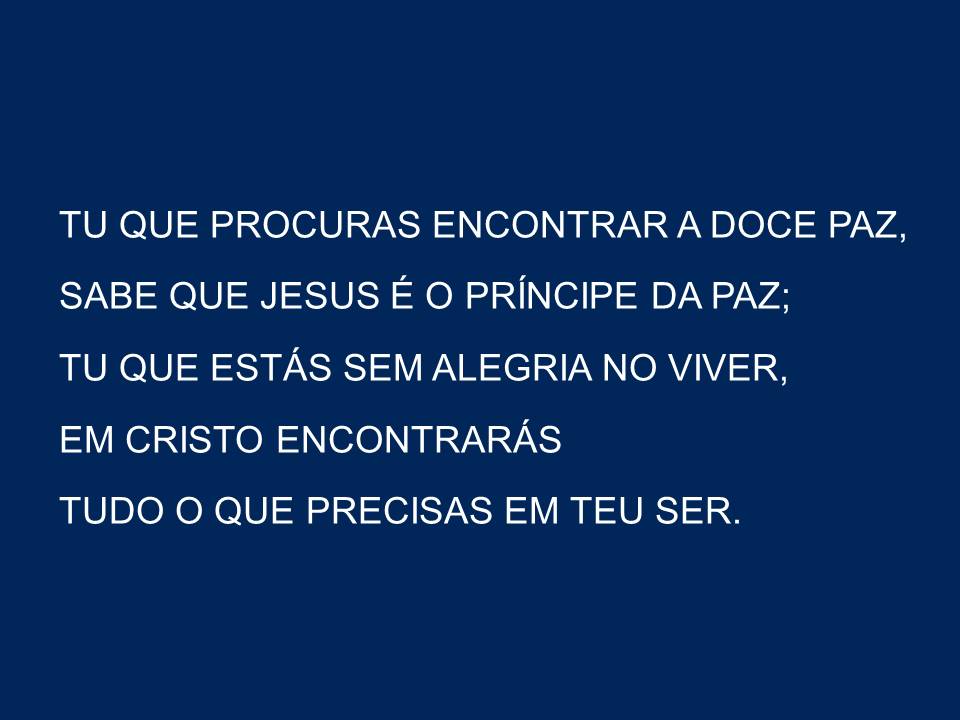 TU QUE PROCURAS ENCONTRAR A DOCE PAZ,
SABE QUE JESUS É O PRÍNCIPE DA PAZ;
TU QUE ESTÁS SEM ALEGRIA NO VIVER,
EM CRISTO ENCONTRARÁS
TUDO O QUE PRECISAS EM TEU SER.